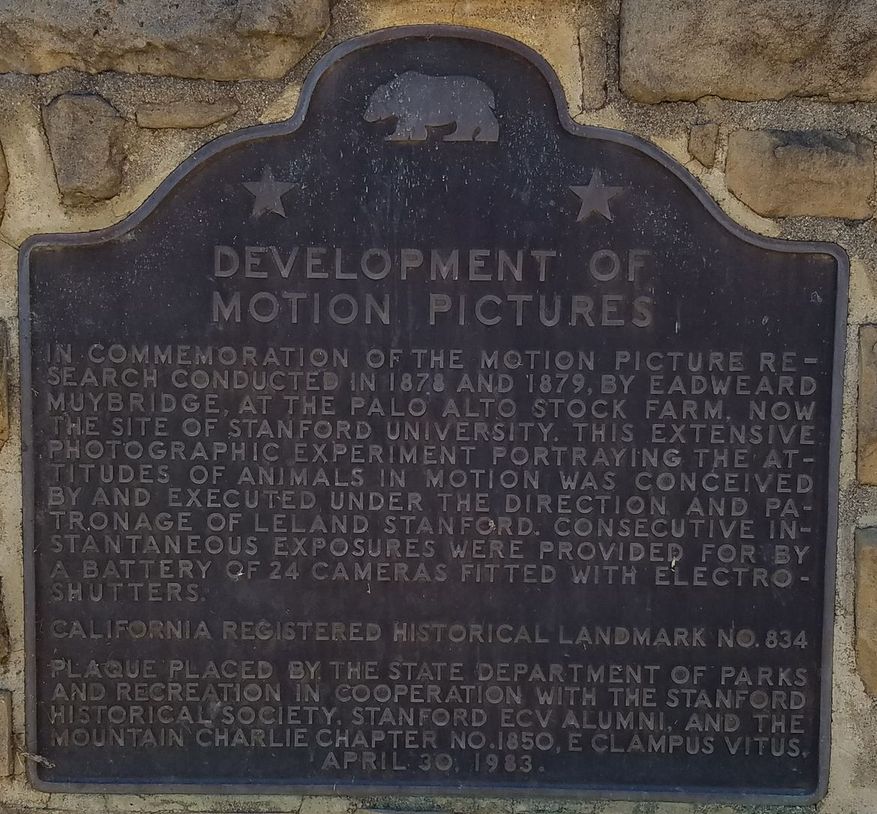 DEVELOPMENT OF
MOTION PICTURES
IN COMMEMORATION OF THE MOTION PICTURE RE-
SEARCH CONDUCTED IN 1878 AND 1879, BY EADWEARD
MUYBRIDGE, AT THE PALO ALTO STOCK FARM, NOW
THE SITE OF STANFORD UNIVERSITY. THIS EXTENSIVE
PHOTOGRAPHIC EXPERIMENT PORTRAYING THE AT-
TITUDES OF ANIMALS IN MOTION WAS CONCEIVED
BY AND EXECUTED UNDER THE DIRECTION AND PA-
TRONAGE OF LELAND STANFORD. CONSECUTIVE IN-
STANTANEOUS EXPOSURES WERE PROVIDED FOR BY
A BATTERY OF 24 CAMERAS FITTED WITH ELECTRO-
SHUTTERS.
CALIFORNIA REGISTERED HISTORICAL LANDMARK NO. 834
PLAQUE PLACED BY THE STATE DEPARTMENT OF PARKS
AND RECREATION IN COOPERATION WITH THE STANFORD
HISTORICAL SOCIETY, STANFORD ECV ALUMNI, AND THE
MOUNTAIN CHARLIE CHAPTER NO. 1850, E CLAMPUS VITUS,
APRIL 30, 1983.